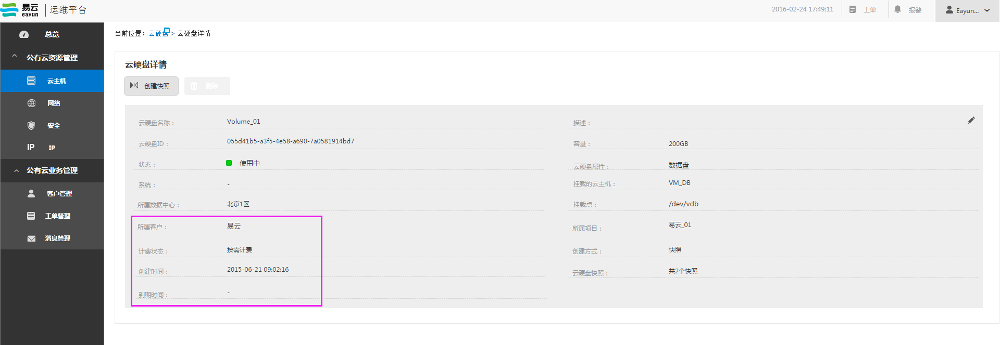 易云
eayun
运维平台
2016-02-24 17:49:11
工单
报警
Eayun...
总览
公有云资源管理
云主机
网络
安全
IP IP
公有云业务管理
客户管理
工单管理
消息管理
当前位置：云硬盘 > 云硬盘详情
云硬盘详情
创建快照
删除
云硬盘名称： Volume_01
描述：
云硬盘ID： 055d41b5-a3f5-4e58-a690-7a0581914bd7
容量： 200GB
状态： 使用中
云硬盘属性： 数据盘
系统： -
挂载的云主机： VM_DB
所属数据中心： 北京1区
挂载点： /dev/vdb
所属客户： 易云
所属项目： 易云_01
计费状态： 按需计费
创建方式： 快照
创建时间： 2015-06-21 09:02:16
云硬盘快照： 共2个快照
到期时间： -